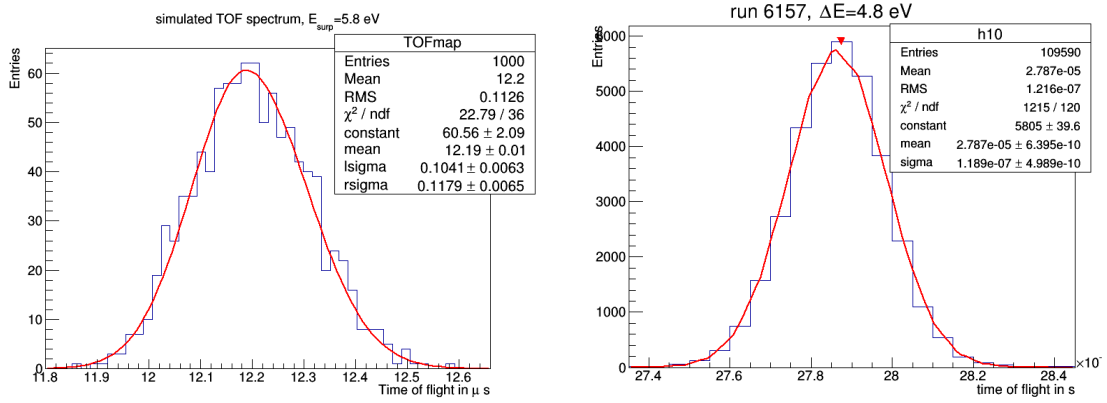 simulated TOF spectrum, E_surp=5.8 eV
Entries
TOFmap
Entries 1000
Mean 12.2
RMS 0.1126
χ² / ndf 22.79 / 36
constant 60.56 ± 2.09
mean 12.19 ± 0.01
lsigma 0.1041 ± 0.0063
rsigma 0.1179 ± 0.0065
60
50
40
30
20
10
0
11.8 11.9 12 12.1 12.2 12.3 12.4 12.5 12.6
Time of flight in μ s
run 6157, ΔE=4.8 eV
Entries
h10
Entries 109590
Mean 2.787e-05
RMS 1.216e-07
χ² / ndf 1215 / 120
constant 5805 ± 39.6
mean 2.787e-05 ± 6.395e-10
sigma 1.189e-07 ± 4.989e-10
6000
5000
4000
3000
2000
1000
0
27.4 27.6 27.8 28 28.2 28.4
×10⁻
time of flight in s